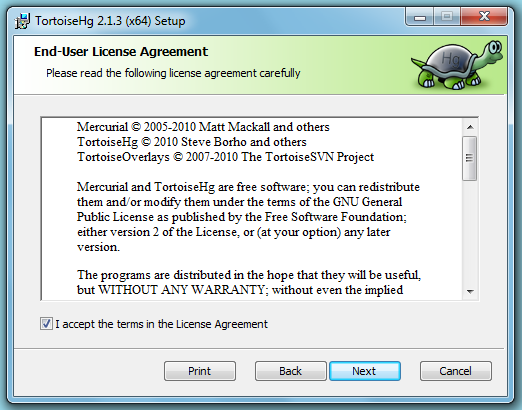 TortoiseHg 2.1.3 (x64) Setup
End-User License Agreement
Please read the following license agreement carefully
Hg
Mercurial © 2005-2010 Matt Mackall and others
TortoiseHg © 2010 Steve Borho and others
TortoiseOverlays © 2007-2010 The TortoiseSVN Project
Mercurial and TortoiseHg are free software; you can redistribute
them and/or modify them under the terms of the GNU General
Public License as published by the Free Software Foundation;
either version 2 of the License, or (at your option) any later
version.
The programs are distributed in the hope that they will be useful,
but WITHOUT ANY WARRANTY; without even the implied
I accept the terms in the License Agreement
Print Back Next Cancel